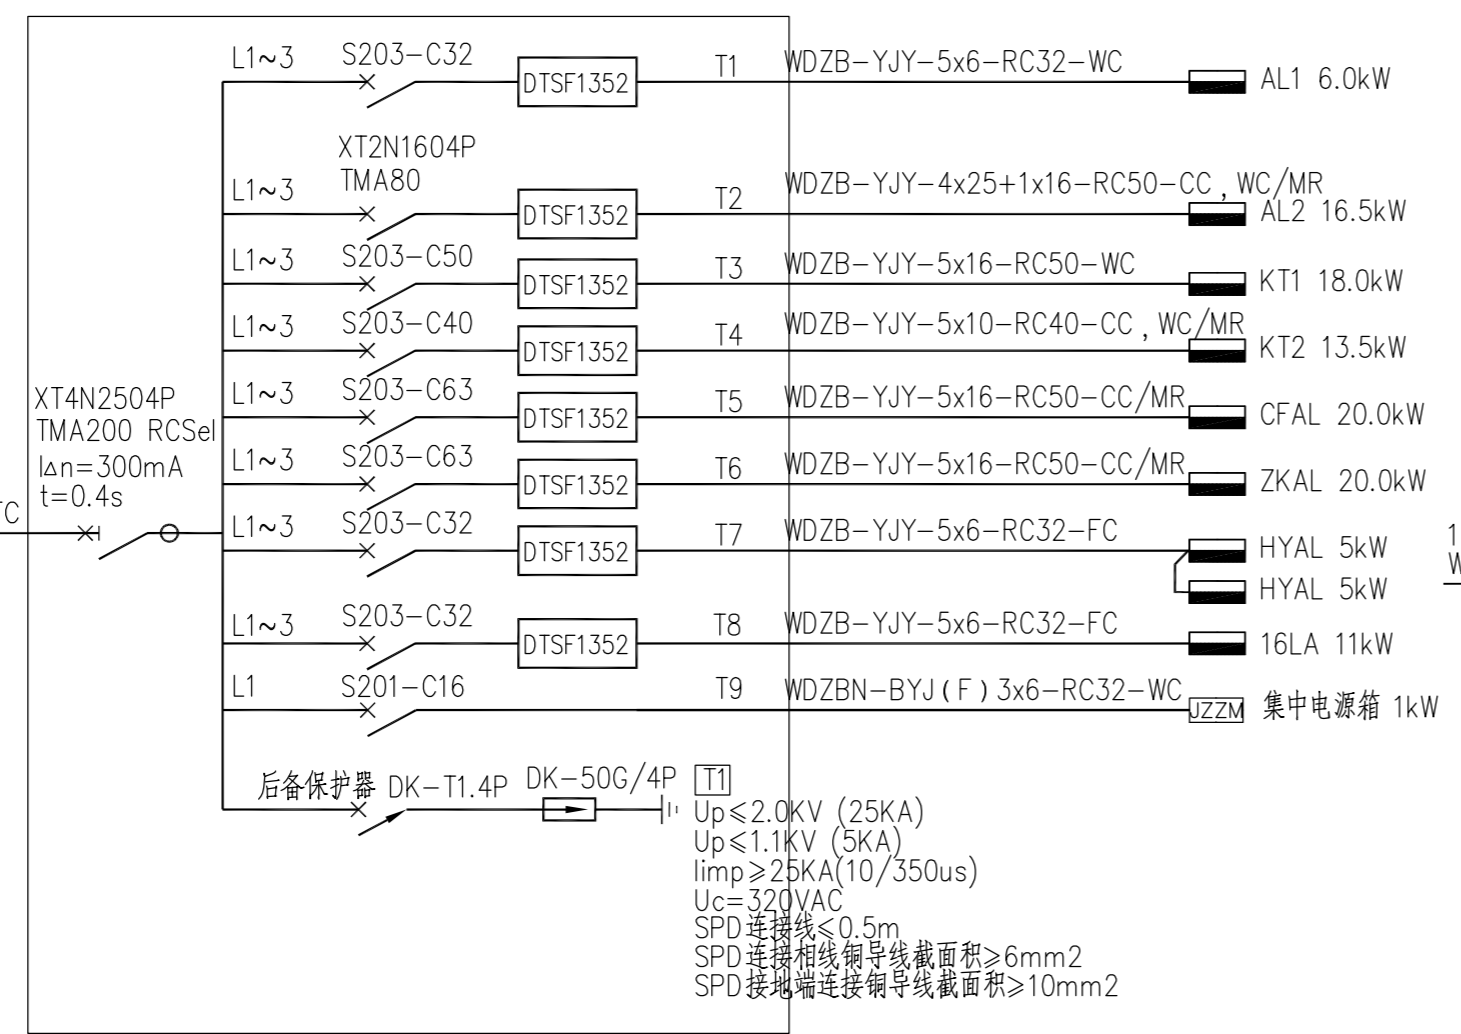 L1~3 S203-C32 DTSF1352 T1 WDZB-YJY-5x6-RC32-WC AL1 6.0kW
XT2N1604P
TMA80
L1~3 DTSF1352 T2 WDZB-YJY-4x25+1x16-RC50-CC,WC/MR AL2 16.5kW
L1~3 S203-C50 DTSF1352 T3 WDZB-YJY-5x16-RC50-WC KT1 18.0kW
L1~3 S203-C40 DTSF1352 T4 WDZB-YJY-5x10-RC40-CC,WC/MR KT2 13.5kW
L1~3 S203-C63 DTSF1352 T5 WDZB-YJY-5x16-RC50-CC/MR CFAL 20.0kW
L1~3 S203-C63 DTSF1352 T6 WDZB-YJY-5x16-RC50-CC/MR ZKAL 20.0kW
XT4N2504P
TMA200 RCSel
I△n=300mA
t=0.4s
L1~3 S203-C32 DTSF1352 T7 WDZB-YJY-5x6-RC32-FC HYAL 5kW
HYAL 5kW
L1~3 S203-C32 DTSF1352 T8 WDZB-YJY-5x6-RC32-FC 16LA 11kW
L1 S201-C16 T9 WDZBN-BYJ(F)3x6-RC32-WC JZZM 集中电源箱 1kW
后备保护器 DK-T1.4P DK-50G/4P T1
Up≤2.0KV (25KA)
Up≤1.1KV (5KA)
Iimp≥25KA(10/350us)
Uc=320VAC
SPD连接线≤0.5m
SPD连接相线铜导线截面积≥6mm2
SPD接地端连接铜导线截面积≥10mm2